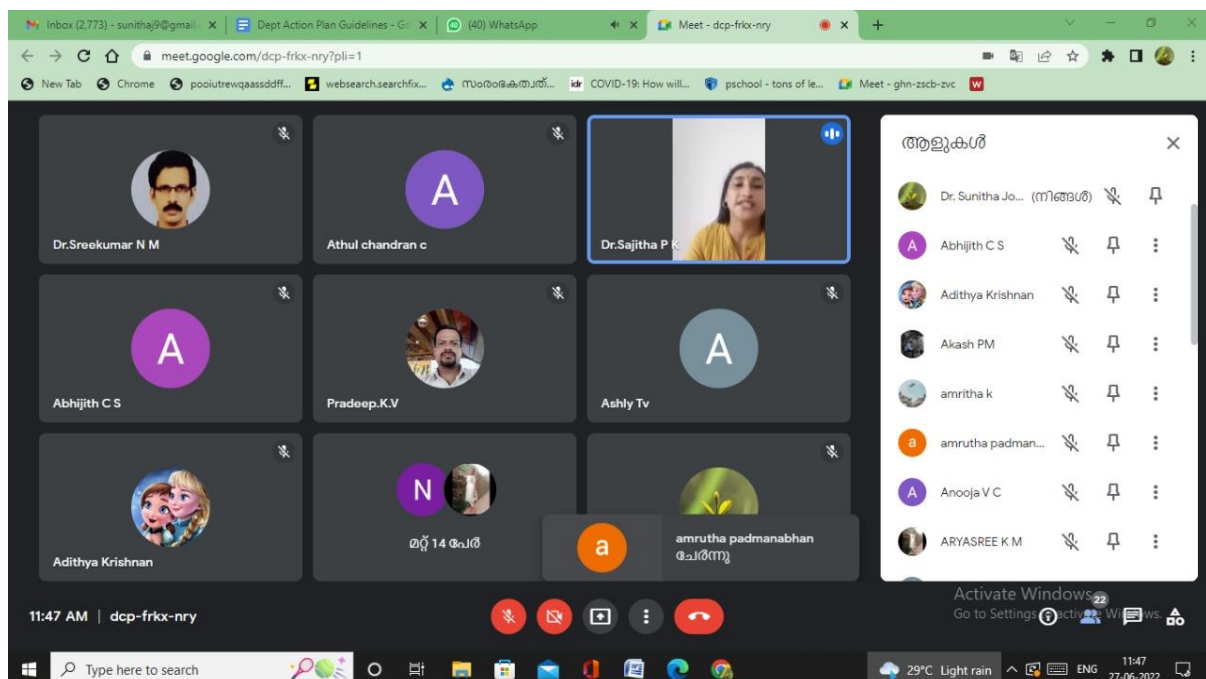 Inbox (2,773) - sunithaj9@gmail.
Dept Action Plan Guidelines - Go
(40) WhatsApp
Meet - dcp-frkx-nry
meet.google.com/dcp-frkx-nry?pli=1
New Tab
Chrome
pooiutrewqaassddff...
websearch.searchfix...
idr COVID-19: How will...
pschool - tons of le...
Meet - ghn-zscb-zvc
W
Dr.Sreekumar N M
A
Athul chandran c
Dr.Sajitha P K
A
Abhijith C S
Pradeep.K.V
A
Ashly Tv
Adithya Krishnan
N
മറ്റ് 14 പേർ
a
amrutha padmanabhan
ചേർന്നു
ആളുകൾ
Dr. Sunitha Jo... (നിങ്ങൾ)
A Abhijith C S
Adithya Krishnan
Akash PM
amritha k
a amrutha padman...
A Anooja V C
ARYASREE K M
Activate Windows
Go to Settings
22
11:47 AM | dcp-frkx-nry
Type here to search
29°C Light rain
ENG
11:47
27-06-2022